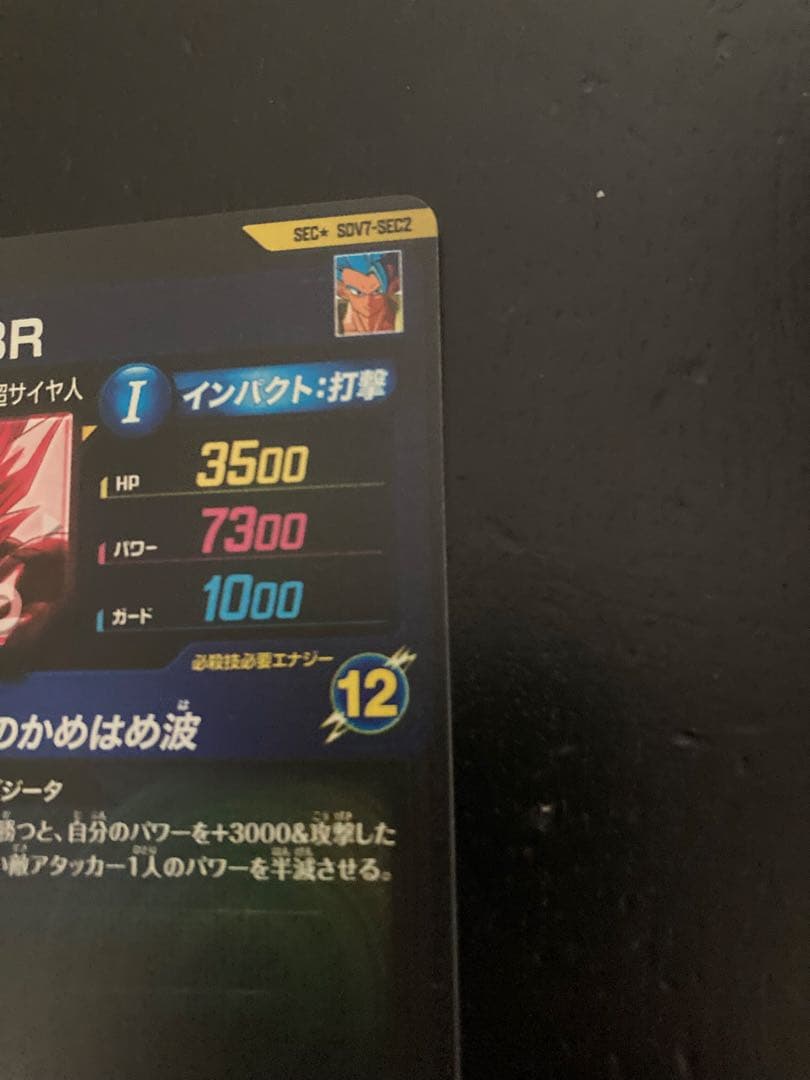 SEC★ SDV7-SEC2
BR
超サイヤ人
I インパクト:打撃
HP 3500
パワー 7300
ガード 1000
必殺技必要エナジー
12
のかめはめ波
は
ジータ
勝つと、自分のパワーを+3000&攻撃した
い敵アタッカー1人のパワーを半減させる。